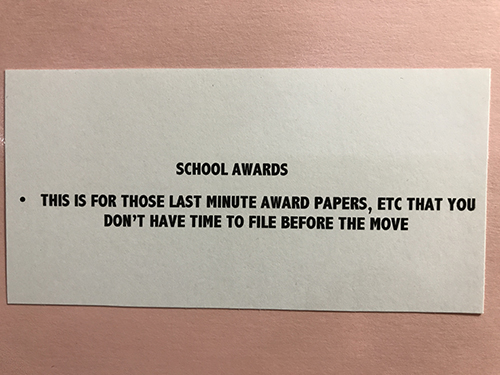 SCHOOL AWARDS
• THIS IS FOR THOSE LAST MINUTE AWARD PAPERS, ETC THAT YOU
DON'T HAVE TIME TO FILE BEFORE THE MOVE